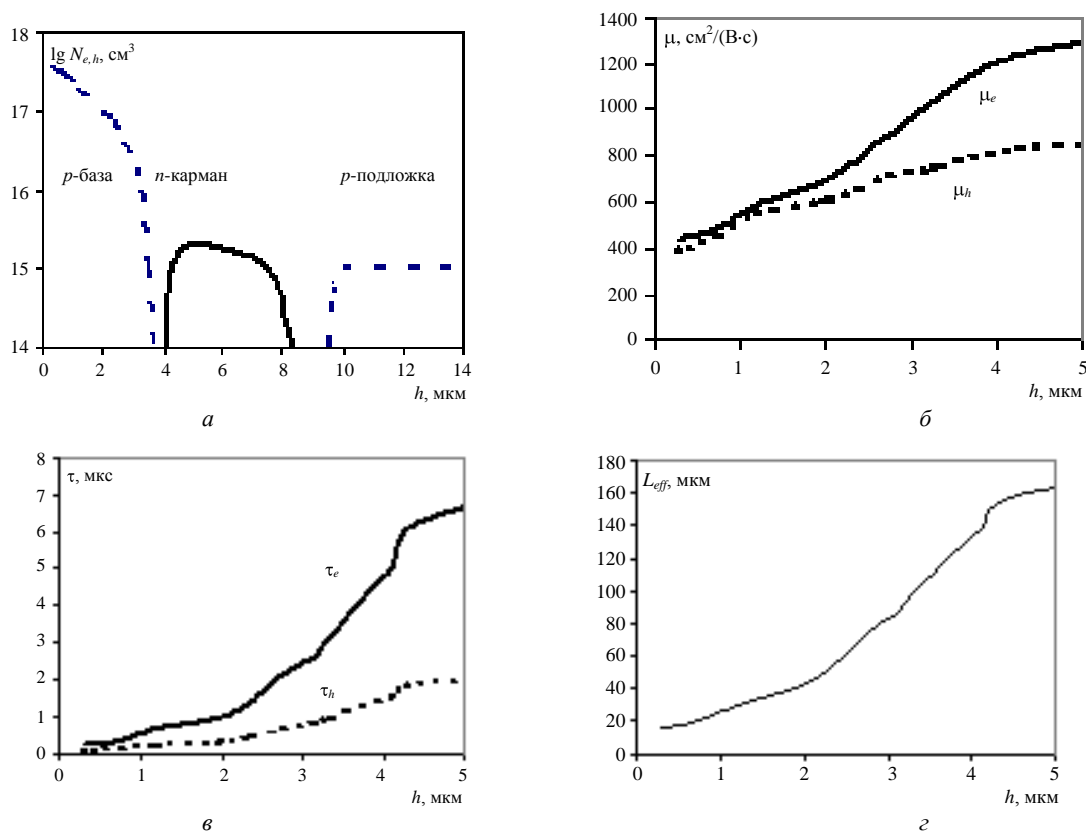 18
17
16
15
14
lg N_{e,h}, см³
p-база
n-карман
p-подложка
0 2 4 6 8 10 12 14
h, мкм
а
1400
1200
1000
800
600
400
200
0
μ, см²/(В·с)
μ_e
μ_h
0 1 2 3 4 5
h, мкм
б
8
7
6
5
4
3
2
1
0
τ, мкс
τ_e
τ_h
0 1 2 3 4 5
h, мкм
в
180
160
140
120
100
80
60
40
20
0
L_{eff}, мкм
0 1 2 3 4 5
h, мкм
г